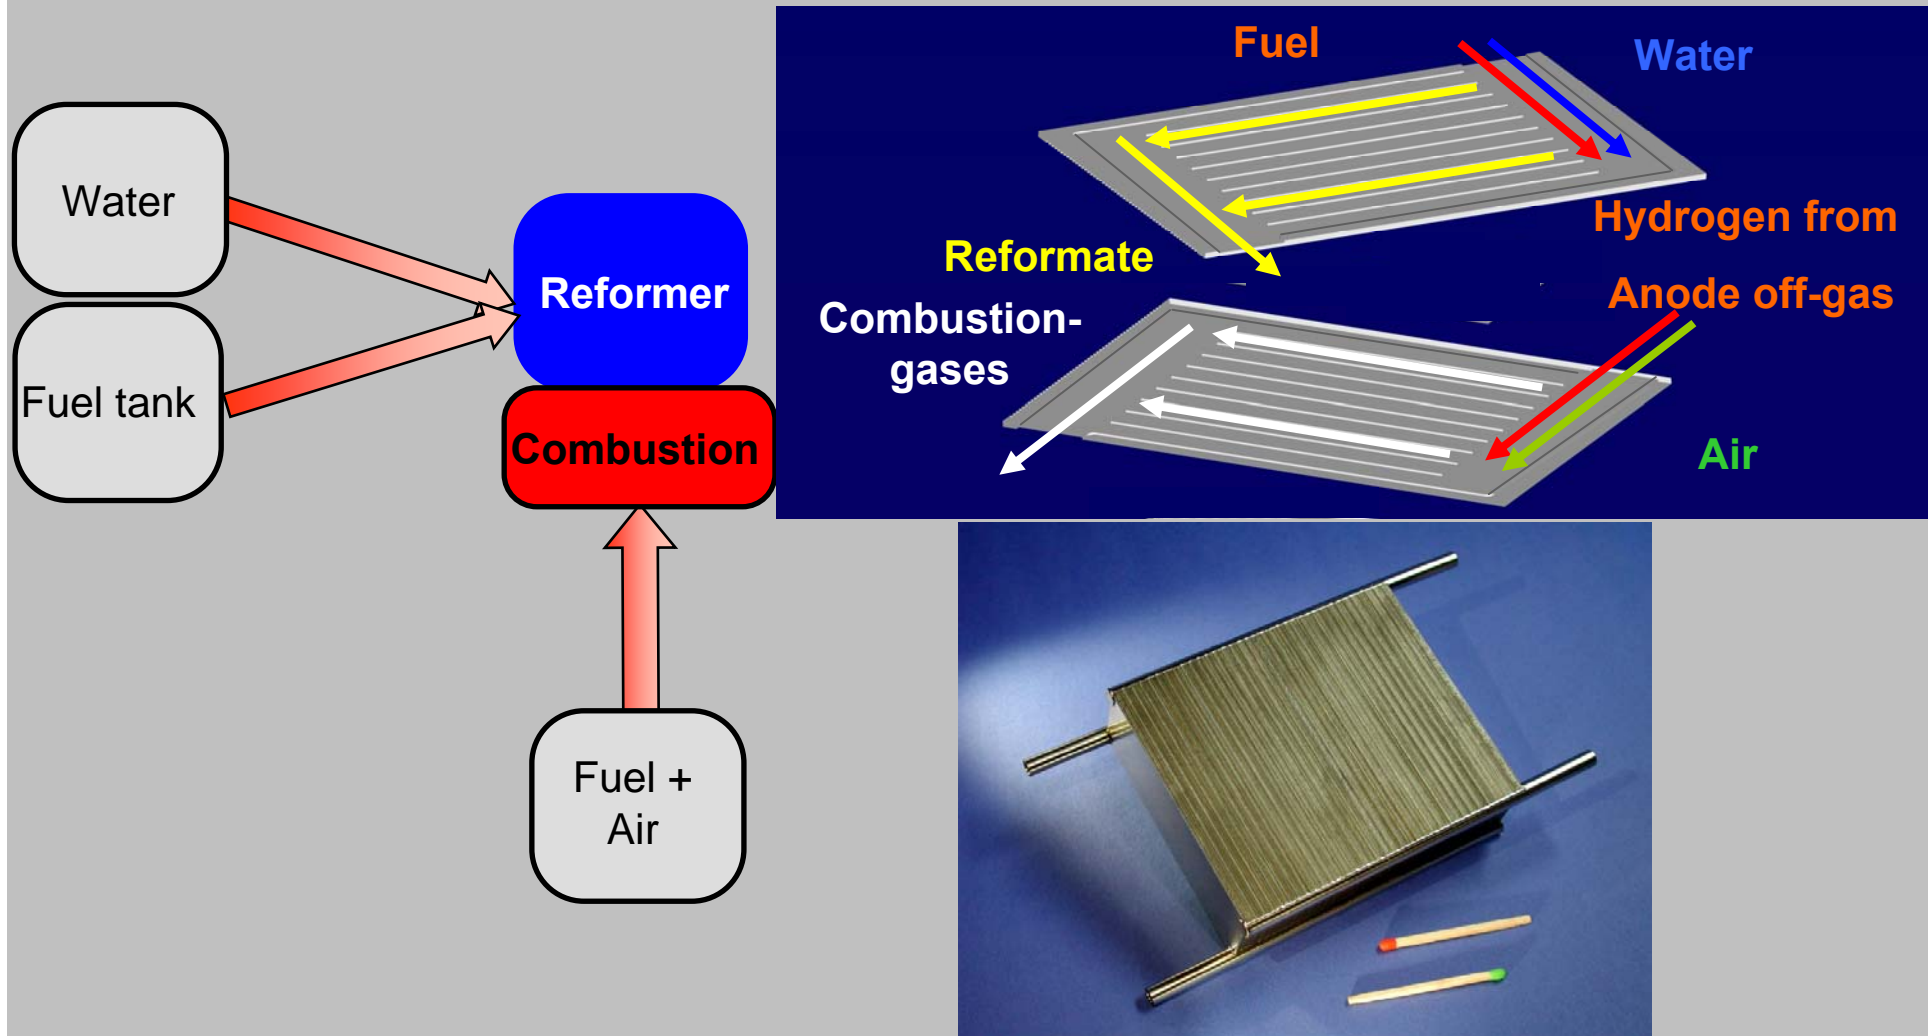 Water
Fuel tank
Reformer
Combustion
Fuel +
Air
Fuel
Water
Reformate
Hydrogen from
Anode off-gas
Combustion-
gases
Air